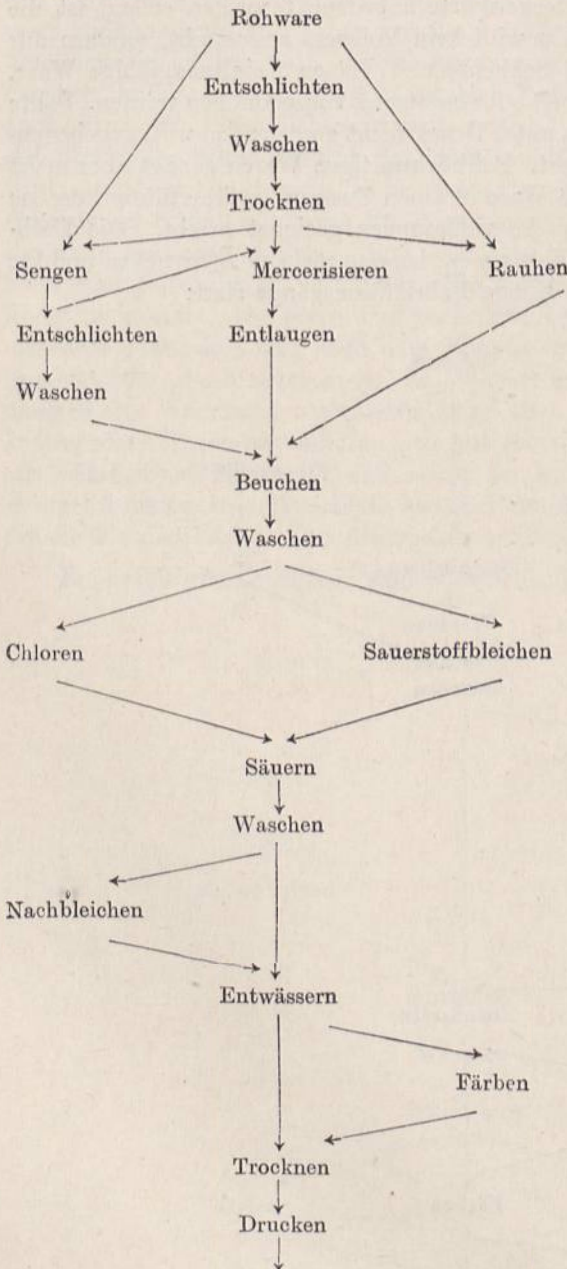 Rohware
Entschlichten
Waschen
Trocknen
Sengen Mercerisieren Rauhen
Entschlichten Entlaugen
Waschen
Beuchen
Waschen
Chloren Sauerstoffbleichen
Säuern
Waschen
Nachbleichen
Entwässern
Färben
Trocknen
Drucken